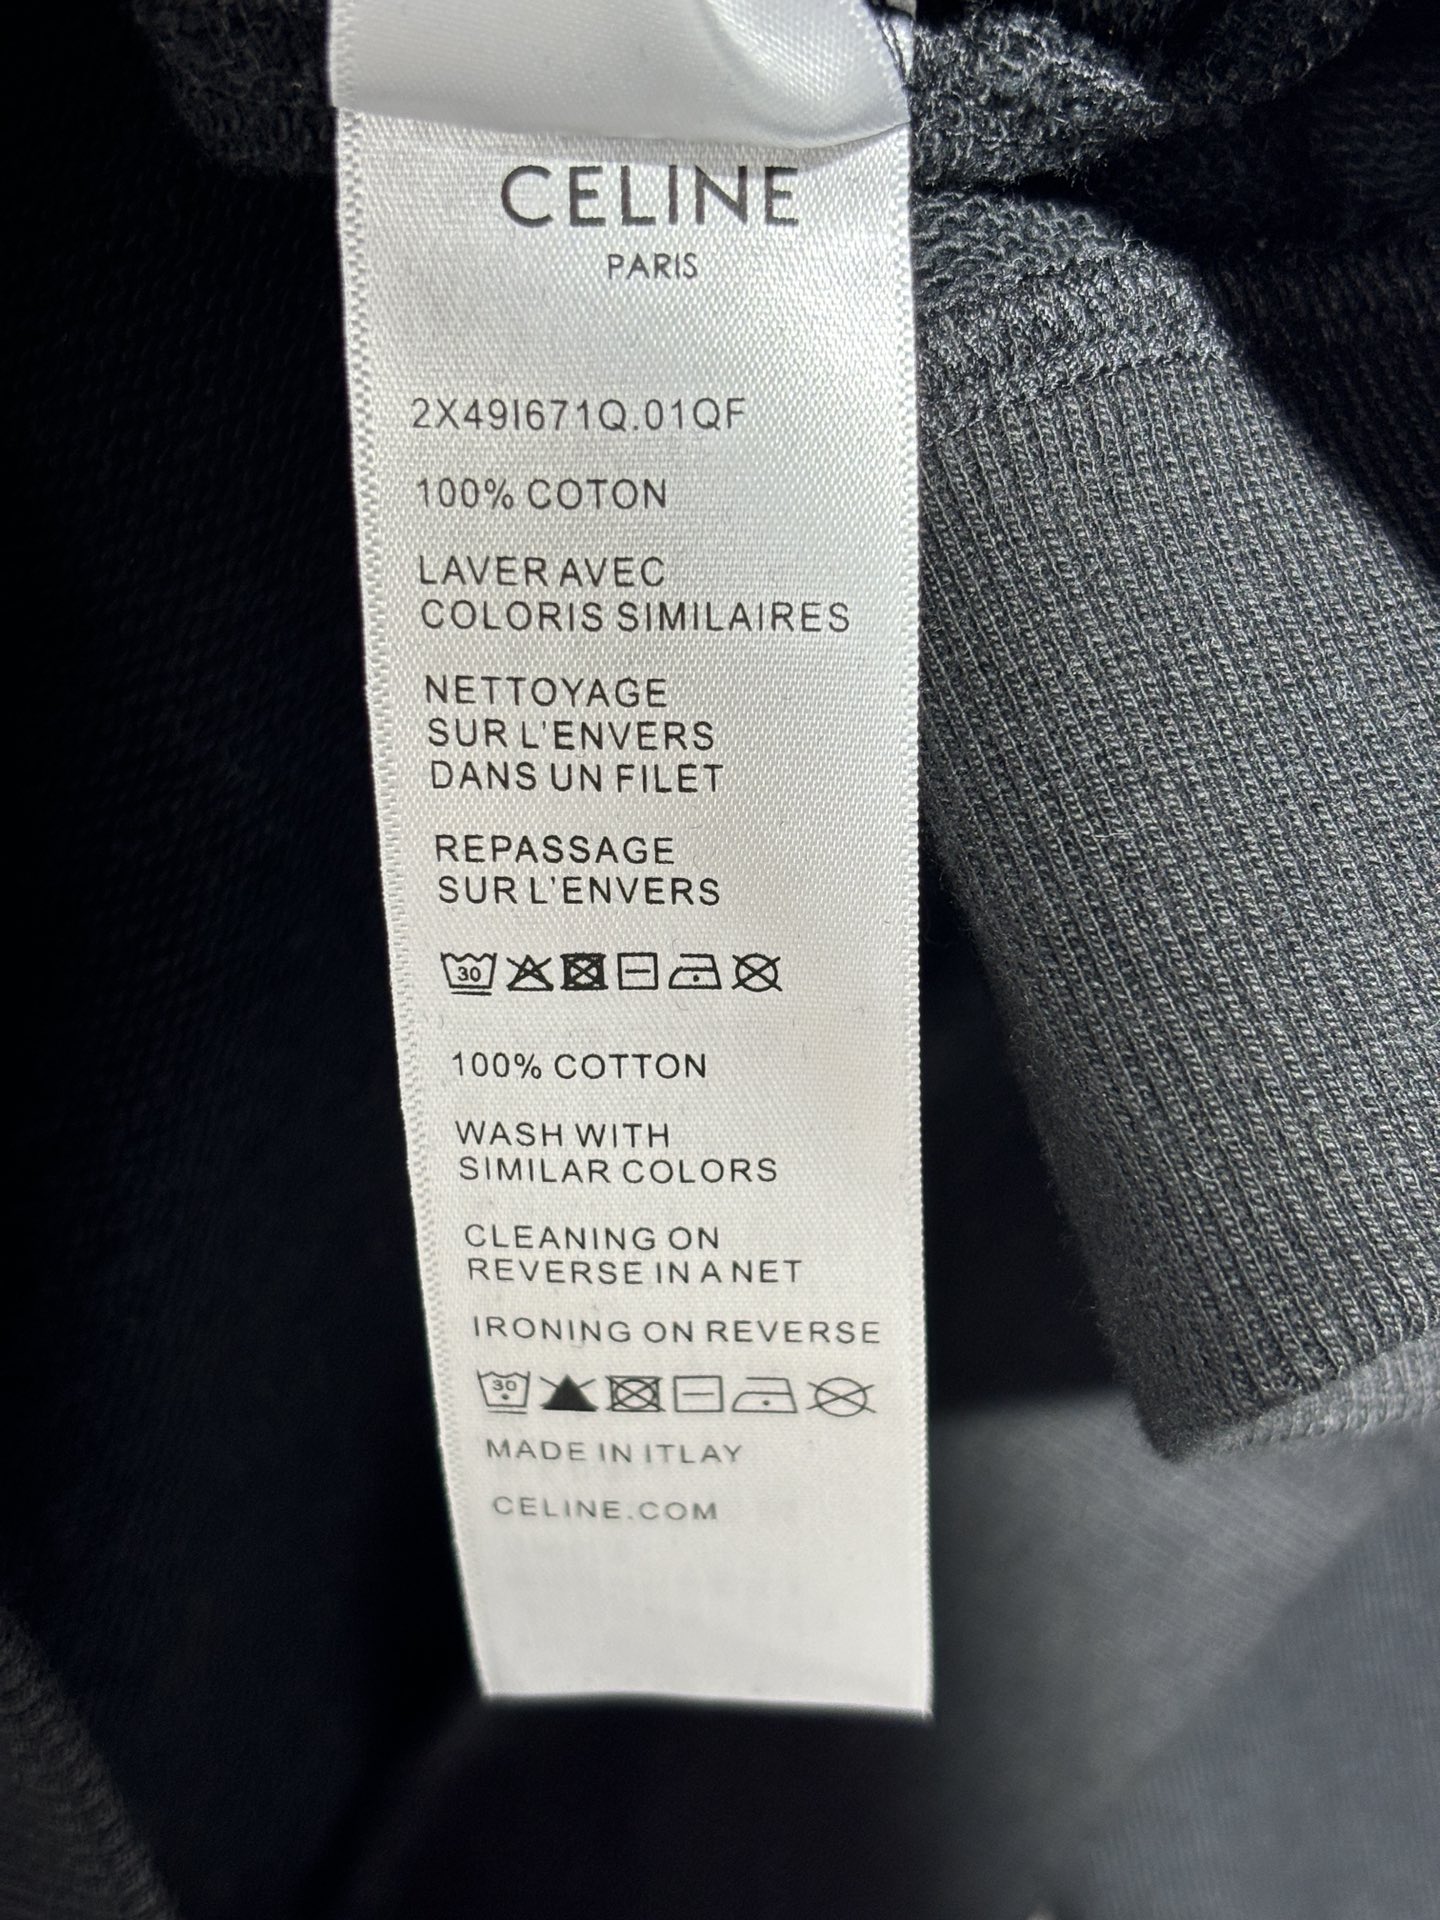 CELINE
PARIS
2X49I671Q.01QF
100% COTON
LAVER AVEC
COLORIS SIMILAIRES
NETTOYAGE
SUR L'ENVERS
DANS UN FILET
REPASSAGE
SUR L'ENVERS
30
100% COTTON
WASH WITH
SIMILAR COLORS
CLEANING ON
REVERSE IN A NET
IRONING ON REVERSE
30
MADE IN ITLAY
CELINE.COM